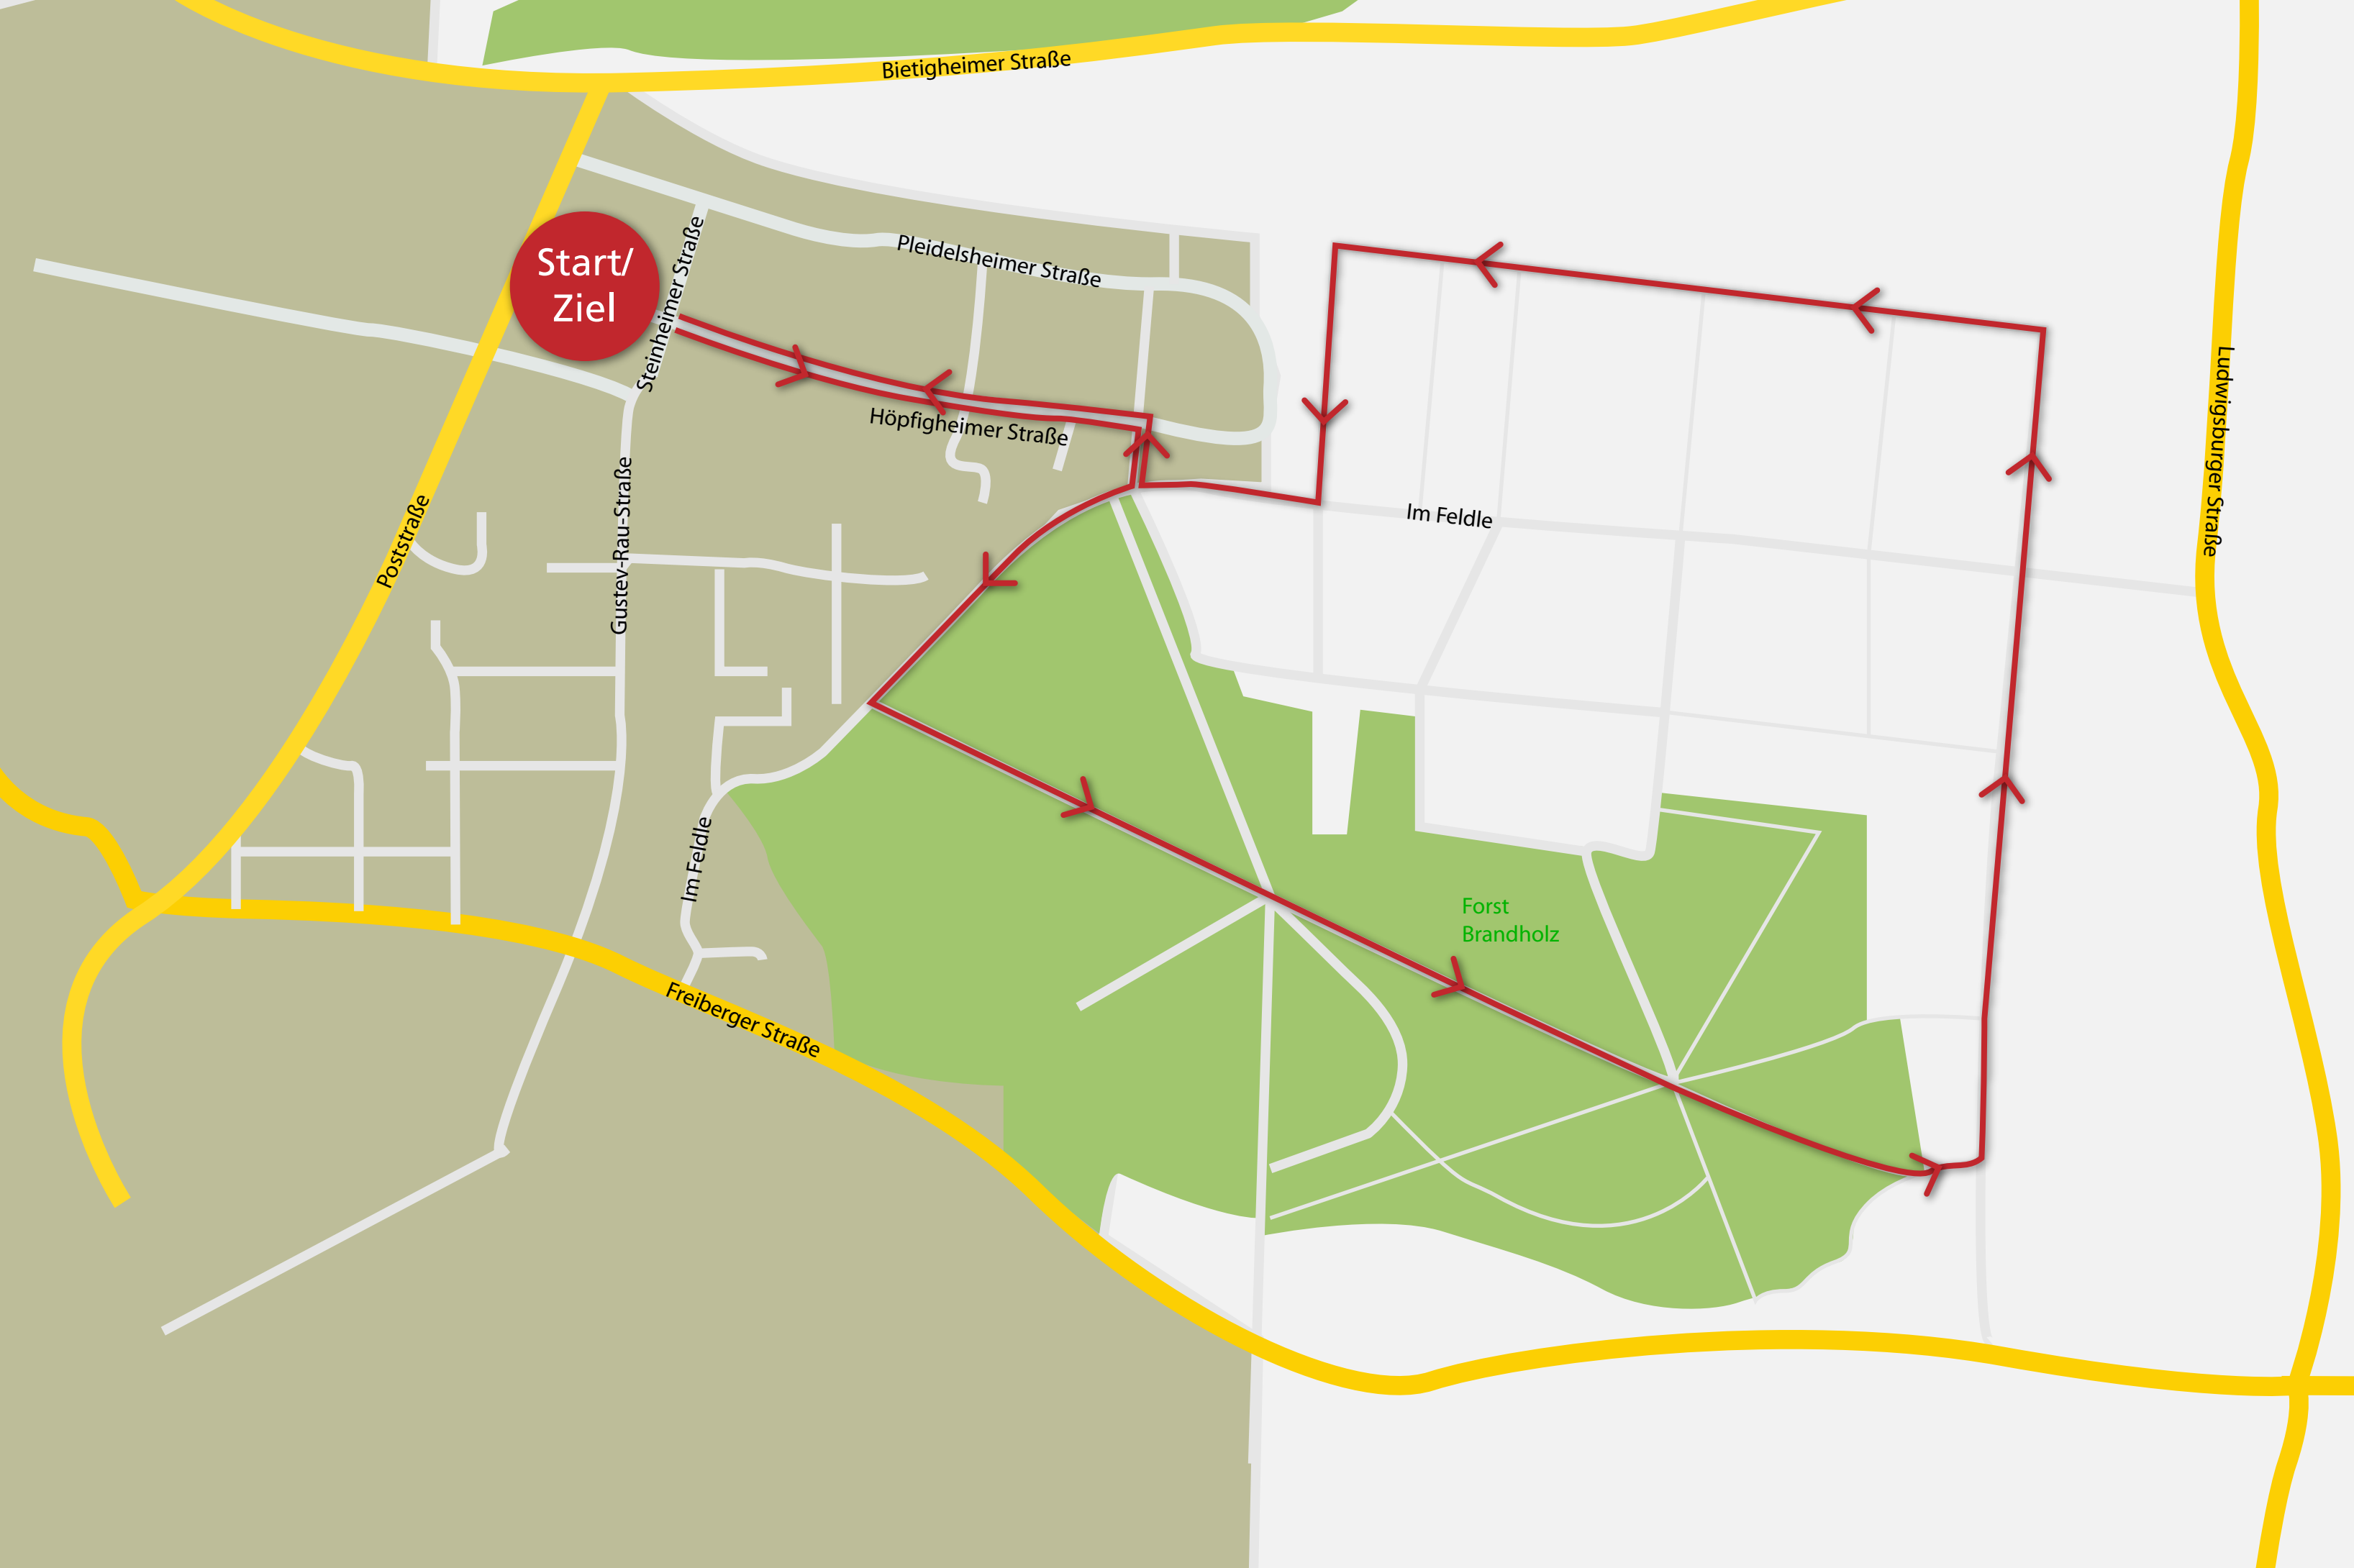 Bietigheimer Straße
Start/
Ziel
Steinheimer Straße
Pleidelsheimer Straße
Höpfigheimer Straße
Ludwigsburger Straße
Poststraße
Gustev-Rau-Straße
Im Feldle
Im Feldle
Forst
Brandholz
Freiberger Straße